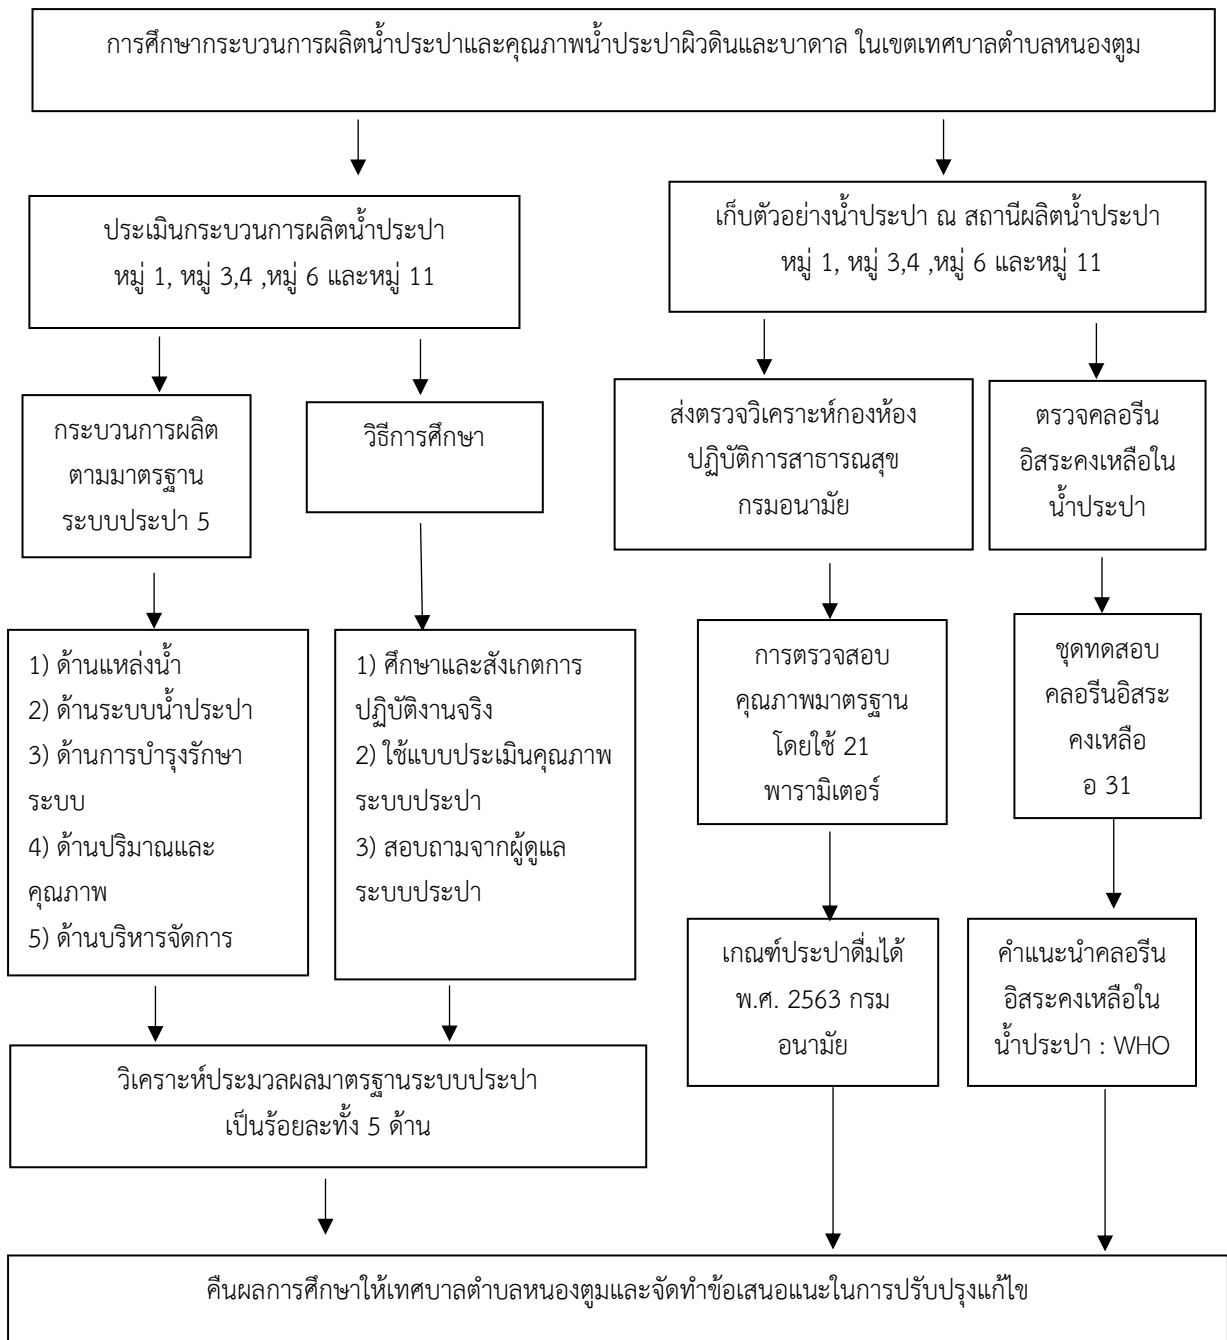 การศึกษากระบวนการผลิตน้ำประปาและคุณภาพน้ำประปาผิวดินและบาดาล ในเขตเทศบาลตำบลหนองตูม
ประเมินกระบวนการผลิตน้ำประปา
หมู่ 1, หมู่ 3,4 ,หมู่ 6 และหมู่ 11
เก็บตัวอย่างน้ำประปา ณ สถานีผลิตน้ำประปา
หมู่ 1, หมู่ 3,4 ,หมู่ 6 และหมู่ 11
กระบวนการผลิต
ตามมาตรฐาน
ระบบประปา 5
วิธีการศึกษา
ส่งตรวจวิเคราะห์กองห้อง
ปฏิบัติการสาธารณสุข
กรมอนามัย
ตรวจคลอรีน
อิสระคงเหลือใน
น้ำประปา
1) ด้านแหล่งน้ำ
2) ด้านระบบน้ำประปา
3) ด้านการบำรุงรักษา
ระบบ
4) ด้านปริมาณและ
คุณภาพ
5) ด้านบริหารจัดการ
1) ศึกษาและสังเกตการ
ปฏิบัติงานจริง
2) ใช้แบบประเมินคุณภาพ
ระบบประปา
3) สอบถามจากผู้ดูแล
ระบบประปา
การตรวจสอบ
คุณภาพมาตรฐาน
โดยใช้ 21
พารามิเตอร์
ชุดทดสอบ
คลอรีนอิสระ
คงเหลือ
อ 31
เกณฑ์ประปาดื่มได้
พ.ศ. 2563 กรม
อนามัย
คำแนะนำคลอรีน
อิสระคงเหลือใน
น้ำประปา : WHO
วิเคราะห์ประมวลผลมาตรฐานระบบประปา
เป็นร้อยละทั้ง 5 ด้าน
คืนผลการศึกษาให้เทศบาลตำบลหนองตูมและจัดทำข้อเสนอแนะในการปรับปรุงแก้ไข